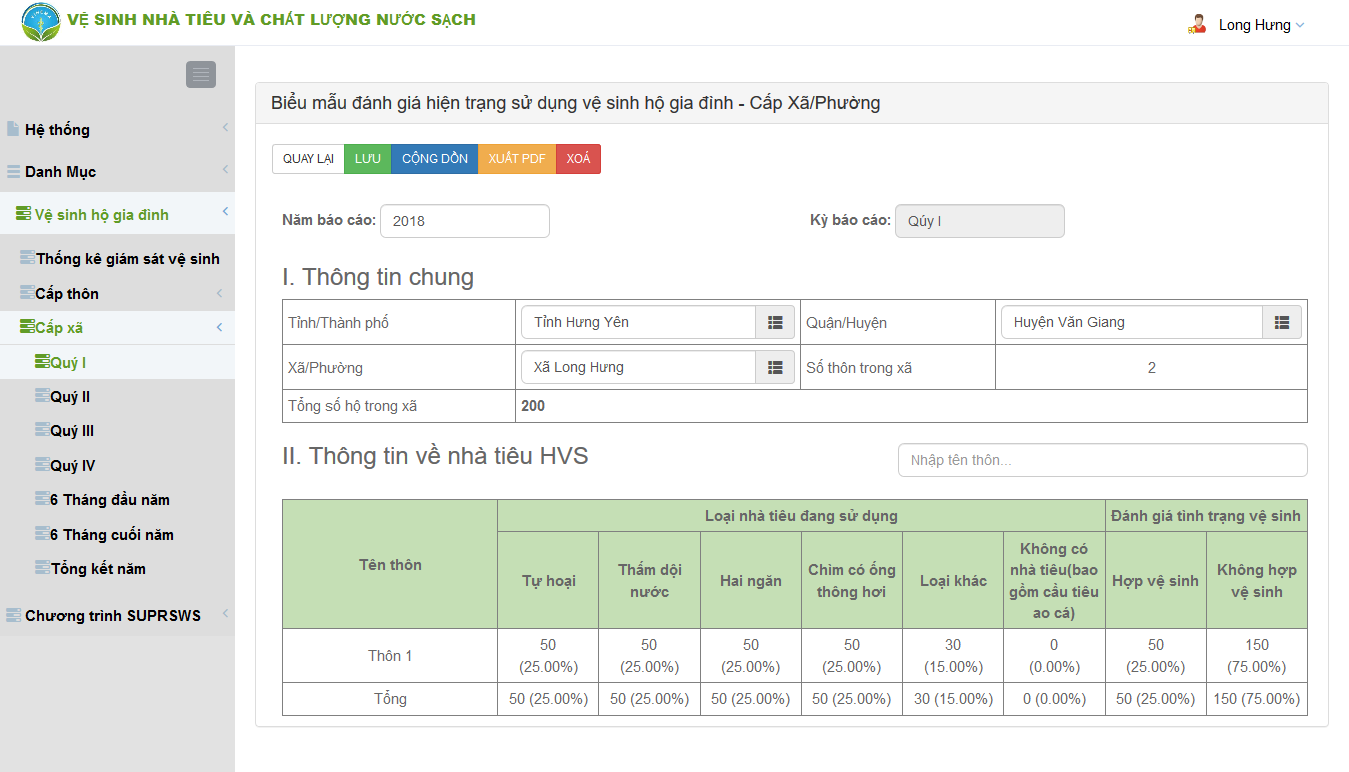 VỆ SINH NHÀ TIÊU VÀ CHẤT LƯỢNG NƯỚC SẠCH
Long Hưng
Hệ thống
Danh Mục
Vệ sinh hộ gia đình
Thống kê giám sát vệ sinh
Cấp thôn
Cấp xã
Quý I
Quý II
Quý III
Quý IV
6 Tháng đầu năm
6 Tháng cuối năm
Tổng kết năm
Chương trình SUPRSWS
Biểu mẫu đánh giá hiện trạng sử dụng vệ sinh hộ gia đình - Cấp Xã/Phường
QUAY LẠI LƯU CỘNG DỒN XUẤT PDF XOÁ
Năm báo cáo: 2018 Kỳ báo cáo: Qúy I
I. Thông tin chung
Tỉnh/Thành phố Tỉnh Hưng Yên Quận/Huyện Huyện Văn Giang
Xã/Phường Xã Long Hưng Số thôn trong xã 2
Tổng số hộ trong xã 200
II. Thông tin về nhà tiêu HVS Nhập tên thôn...
Tên thôn
Loại nhà tiêu đang sử dụng Đánh giá tình trạng vệ sinh
Tự hoại
Thấm dội
nước
Hai ngăn
Chìm có ống
thông hơi
Loại khác
Không có
nhà tiêu(bao
gồm cầu tiêu
ao cá)
Hợp vệ sinh
Không hợp
vệ sinh
Thôn 1
50 50 50 50 30 0 50 150
(25.00%) (25.00%) (25.00%) (25.00%) (15.00%) (0.00%) (25.00%) (75.00%)
Tổng 50 (25.00%) 50 (25.00%) 50 (25.00%) 50 (25.00%) 30 (15.00%) 0 (0.00%) 50 (25.00%) 150 (75.00%)